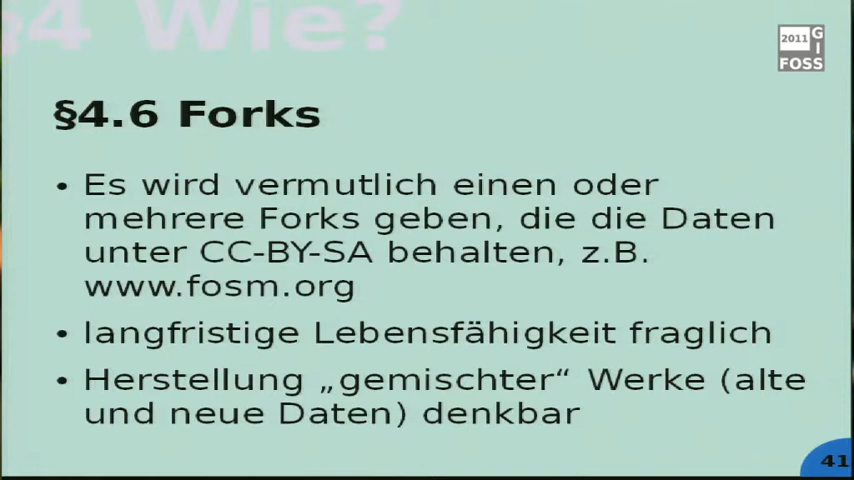 §4 Wie?
2011 G
I
FOSS
§4.6 Forks
• Es wird vermutlich einen oder
mehrere Forks geben, die die Daten
unter CC-BY-SA behalten, z.B.
www.fosm.org
• langfristige Lebensfähigkeit fraglich
• Herstellung „gemischter“ Werke (alte
und neue Daten) denkbar
41